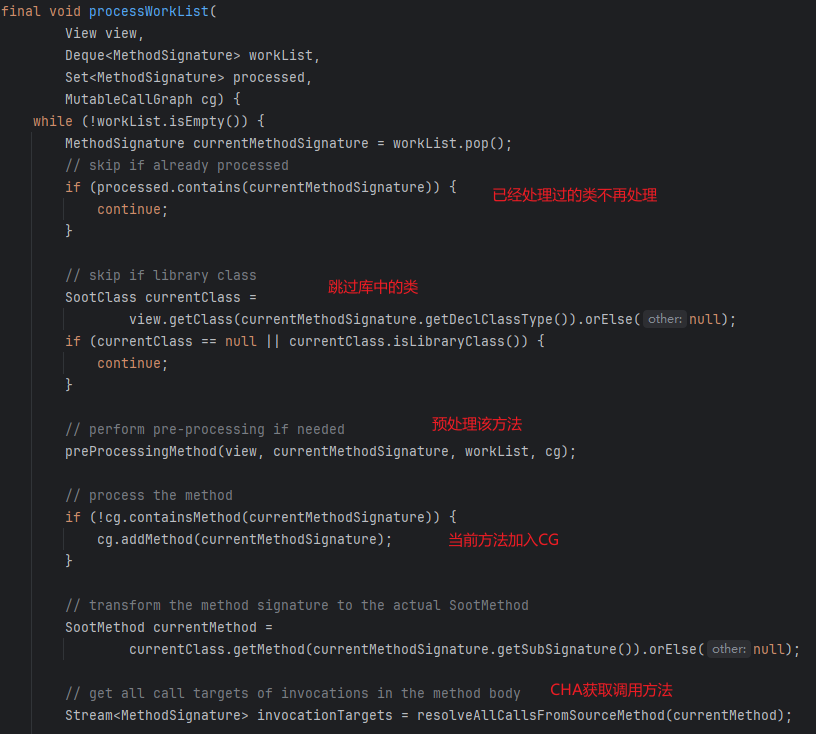 final void processWorkList(
View view,
Deque<MethodSignature> workList,
Set<MethodSignature> processed,
MutableCallGraph cg) {
while (!workList.isEmpty()) {
MethodSignature currentMethodSignature = workList.pop();
// skip if already processed
if (processed.contains(currentMethodSignature)) { 已经处理过的类不再处理
continue;
}
// skip if library class 跳过库中的类
SootClass currentClass =
view.getClass(currentMethodSignature.getDeclClassType()).orElse( other: null);
if (currentClass == null || currentClass.isLibraryClass()) {
continue;
}
// perform pre-processing if needed 预处理该方法
preProcessingMethod(view, currentMethodSignature, workList, cg);
// process the method
if (!cg.containsMethod(currentMethodSignature)) {
cg.addMethod(currentMethodSignature); 当前方法加入CG
}
// transform the method signature to the actual SootMethod
SootMethod currentMethod =
currentClass.getMethod(currentMethodSignature.getSubSignature()).orElse( other: null);
// get all call targets of invocations in the method body CHA获取调用方法
Stream<MethodSignature> invocationTargets = resolveAllCallsFromSourceMethod(currentMethod);